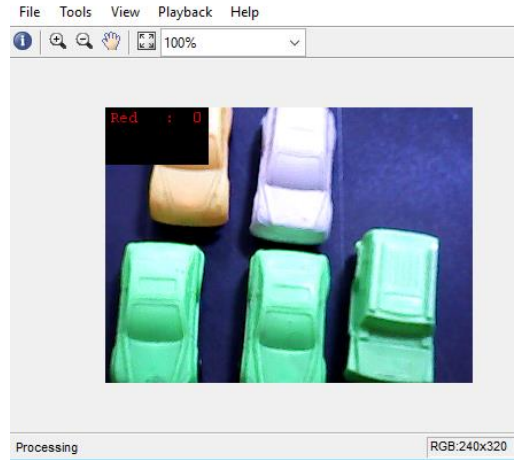 File Tools View Playback Help
100%
Red : 0
Processing
RGB:240x320